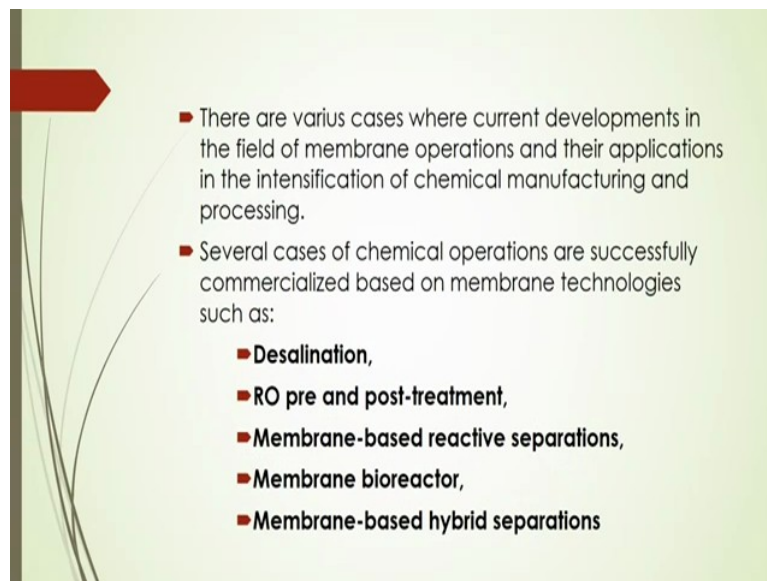 There are varius cases where current developments in
the field of membrane operations and their applications
in the intensification of chemical manufacturing and
processing.
Several cases of chemical operations are successfully
commercialized based on membrane technologies
such as:
Desalination,
RO pre and post-treatment,
Membrane-based reactive separations,
Membrane bioreactor,
Membrane-based hybrid separations